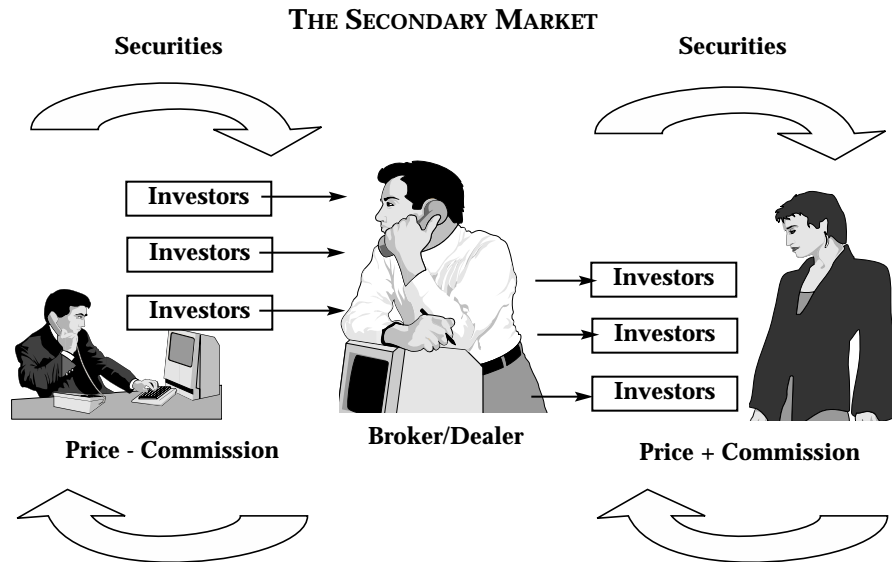 THE SECONDARY MARKET
Securities
Securities
Investors
Investors
Investors
Investors
Investors
Investors
Broker/Dealer
Price - Commission
Price + Commission